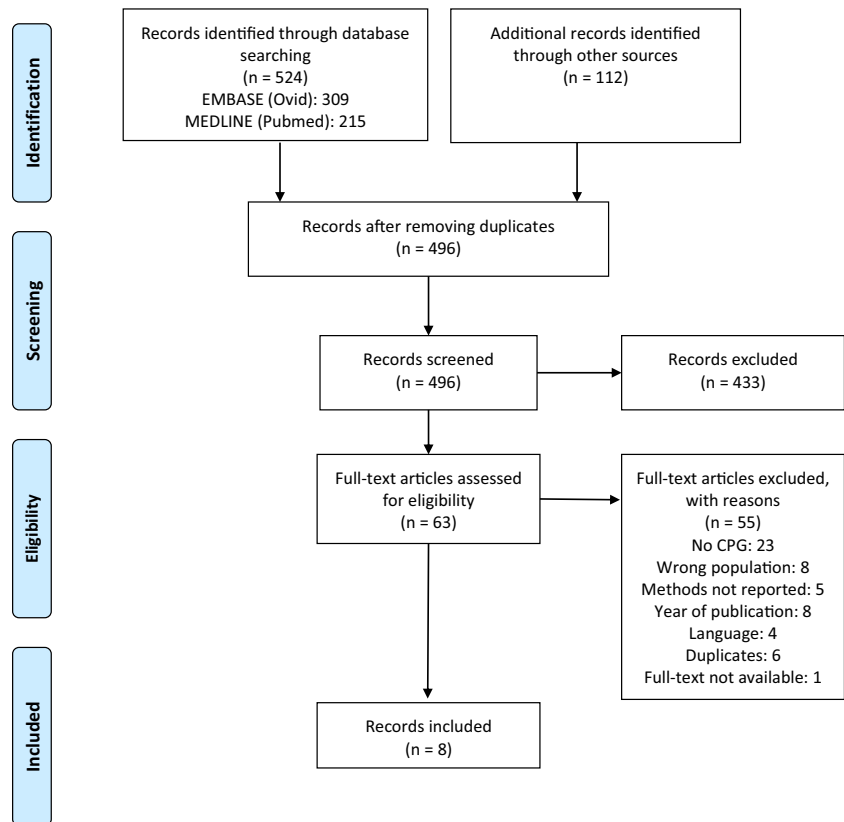 Identification
Records identified through database
searching
(n = 524)
EMBASE (Ovid): 309
MEDLINE (Pubmed): 215
Additional records identified
through other sources
(n = 112)
Records after removing duplicates
(n = 496)
Screening
Records screened
(n = 496)
Records excluded
(n = 433)
Eligibility
Full-text articles assessed
for eligibility
(n = 63)
Full-text articles excluded,
with reasons
(n = 55)
No CPG: 23
Wrong population: 8
Methods not reported: 5
Year of publication: 8
Language: 4
Duplicates: 6
Full-text not available: 1
Included
Records included
(n = 8)